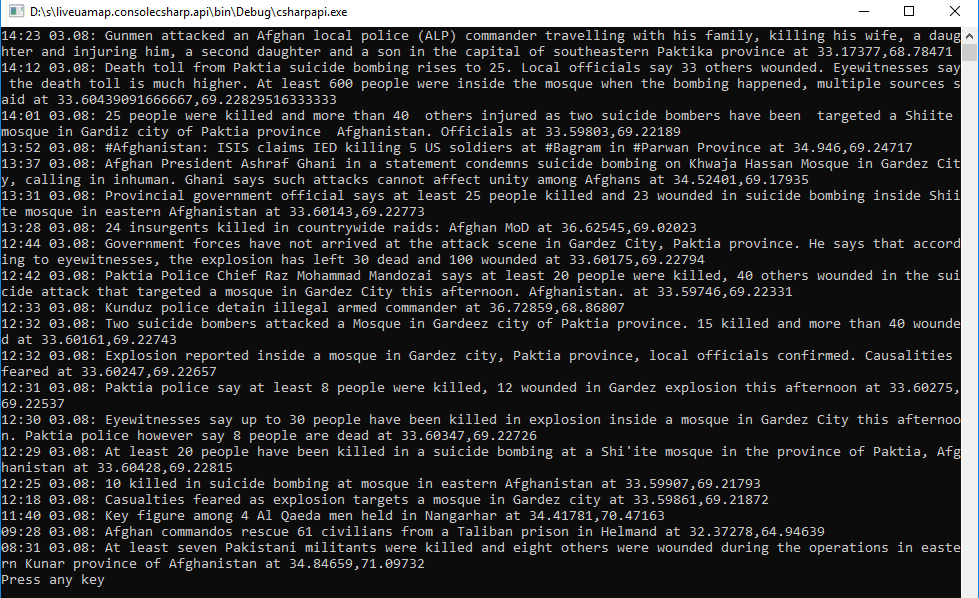 D:\s\liveuamap.consolecsharp.api\bin\Debug\csharpapi.exe
14:23 03.08: Gunmen attacked an Afghan local police (ALP) commander travelling with his family, killing his wife, a daug
hter and injuring him, a second daughter and a son in the capital of southeastern Paktika province at 33.17377,68.78471
14:12 03.08: Death toll from Paktia suicide bombing rises to 25. Local officials say 33 others wounded. Eyewitnesses say
 the death toll is much higher. At least 600 people were inside the mosque when the bombing happened, multiple sources s
aid at 33.60439091666667,69.22829516333333
14:01 03.08: 25 people were killed and more than 40  others injured as two suicide bombers have been  targeted a Shiite
mosque in Gardiz city of Paktia province  Afghanistan. Officials at 33.59803,69.22189
13:52 03.08: #Afghanistan: ISIS claims IED killing 5 US soldiers at #Bagram in #Parwan Province at 34.946,69.24717
13:37 03.08: Afghan President Ashraf Ghani in a statement condemns suicide bombing on Khwaja Hassan Mosque in Gardez Cit
y, calling in inhuman. Ghani says such attacks cannot affect unity among Afghans at 34.52401,69.17935
13:31 03.08: Provincial government official says at least 25 people killed and 23 wounded in suicide bombing inside Shii
te mosque in eastern Afghanistan at 33.60143,69.22773
13:28 03.08: 24 insurgents killed in countrywide raids: Afghan MoD at 36.62545,69.02023
12:44 03.08: Government forces have not arrived at the attack scene in Gardez City, Paktia province. He says that accord
ing to eyewitnesses, the explosion has left 30 dead and 100 wounded at 33.60175,69.22794
12:42 03.08: Paktia Police Chief Raz Mohammad Mandozai says at least 20 people were killed, 40 others wounded in the sui
cide attack that targeted a mosque in Gardez City this afternoon. Afghanistan. at 33.59746,69.22331
12:33 03.08: Kunduz police detain illegal armed commander at 36.72859,68.86807
12:32 03.08: Two suicide bombers attacked a Mosque in Gardeez city of Paktia province. 15 killed and more than 40 wounde
d at 33.60161,69.22743
12:32 03.08: Explosion reported inside a mosque in Gardez city, Paktia province, local officials confirmed. Causalities
feared at 33.60247,69.22657
12:31 03.08: Paktia police say at least 8 people were killed, 12 wounded in Gardez explosion this afternoon at 33.60275,
69.22537
12:30 03.08: Eyewitnesses say up to 30 people have been killed in explosion inside a mosque in Gardez City this afternoo
n. Paktia police however say 8 people are dead at 33.60347,69.22726
12:29 03.08: At least 20 people have been killed in a suicide bombing at a Shi'ite mosque in the province of Paktia, Afg
hanistan at 33.60428,69.22815
12:25 03.08: 10 killed in suicide bombing at mosque in eastern Afghanistan at 33.59907,69.21793
12:18 03.08: Casualties feared as explosion targets a mosque in Gardez city at 33.59861,69.21872
11:40 03.08: Key figure among 4 Al Qaeda men held in Nangarhar at 34.41781,70.47163
09:28 03.08: Afghan commandos rescue 61 civilians from a Taliban prison in Helmand at 32.37278,64.94639
08:31 03.08: At least seven Pakistani militants were killed and eight others were wounded during the operations in easte
rn Kunar province of Afghanistan at 34.84659,71.09732
Press any key